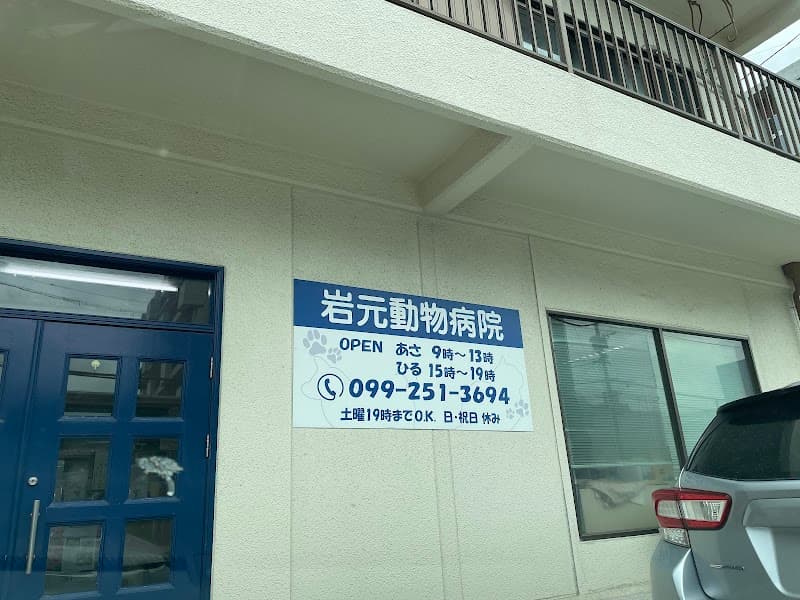 岩元動物病院
OPEN あさ 9時〜13時
ひる 15時〜19時
099-251-3694
土曜19時までO.K. 日・祝日 休み